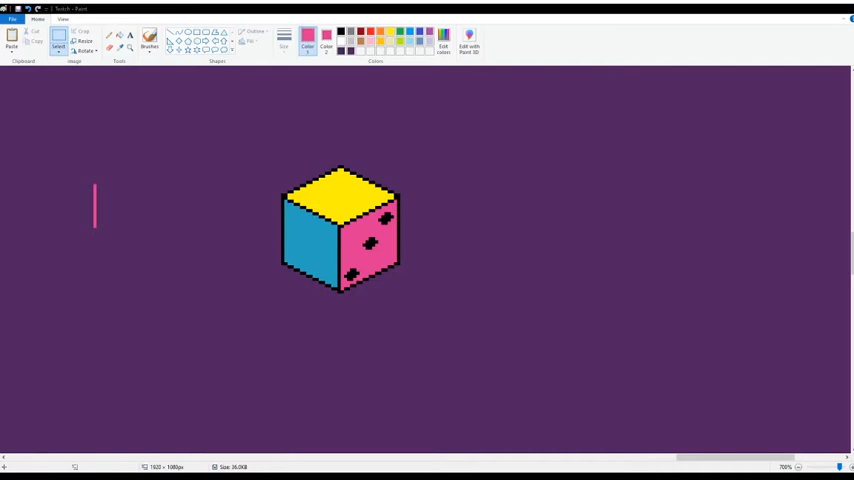 Twitch - Paint
File Home View
Paste
Cut
Copy
Clipboard
Select
Crop
Resize
Rotate
Image
Tools
Brushes
Outline
Fill
Shapes
Size
Color 1
Color 2
Edit colors
Edit with Paint 3D
Colors
1920 × 1080px
Size: 36.0KB
700%